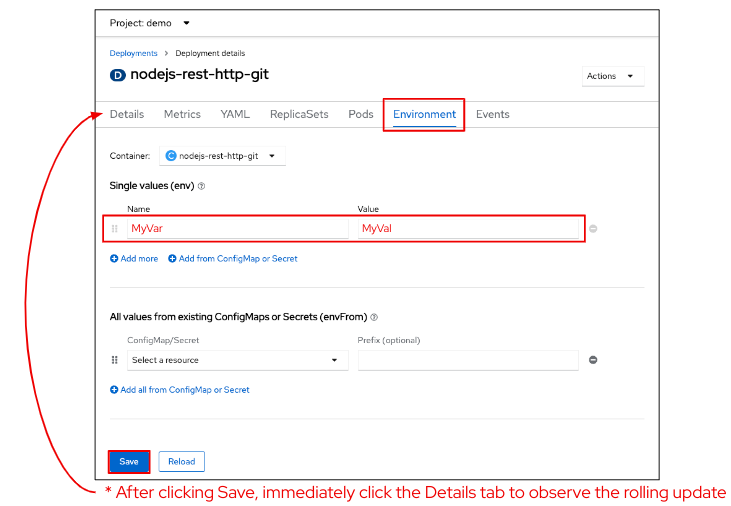 Project: demo
Deployments > Deployment details
D nodejs-rest-http-git
Actions
Details Metrics YAML ReplicaSets Pods Environment Events
Container: C nodejs-rest-http-git
Single values (env)
Name Value
MyVar MyVal
Add more Add from ConfigMap or Secret
All values from existing ConfigMaps or Secrets (envFrom)
ConfigMap/Secret Prefix (optional)
Select a resource
Add all from ConfigMap or Secret
Save Reload
* After clicking Save, immediately click the Details tab to observe the rolling update